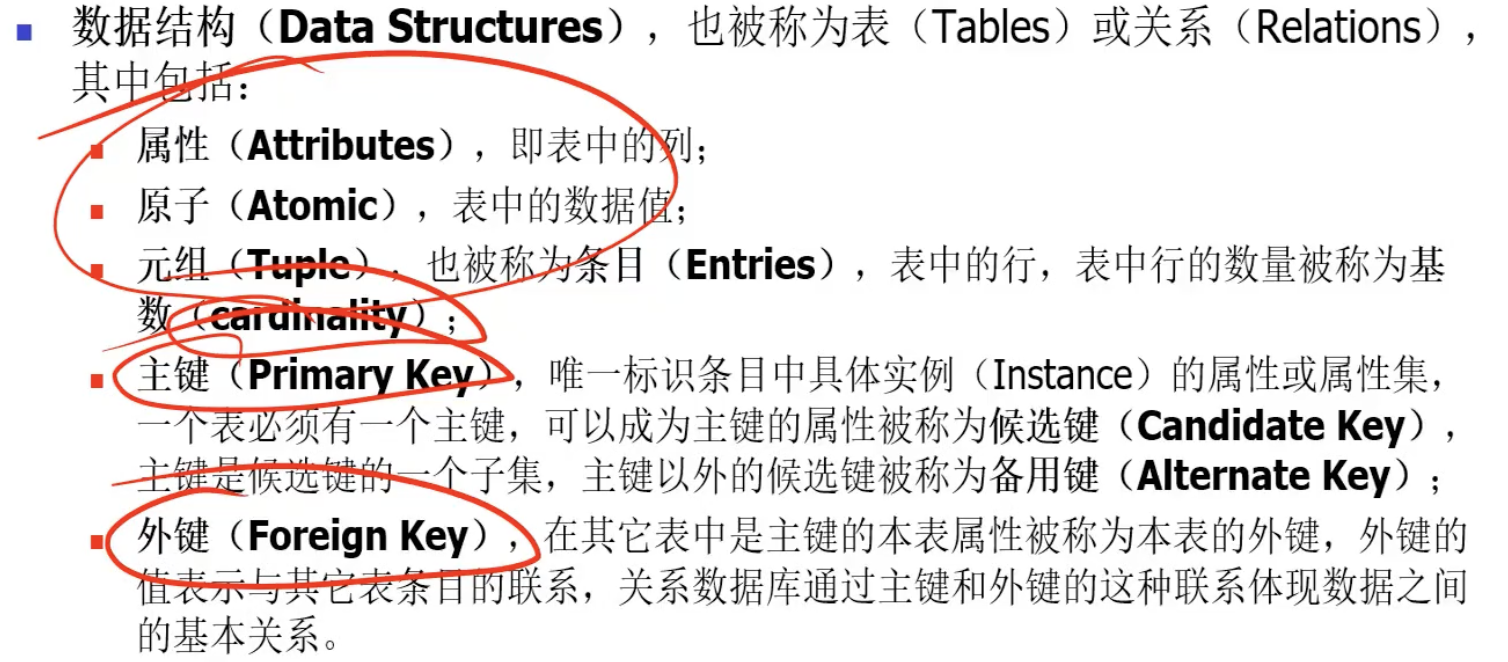 数据结构（Data Structures），也被称为表（Tables）或关系（Relations），
其中包括：
属性（Attributes），即表中的列；
原子（Atomic），表中的数据值；
元组（Tuple），也被称为条目（Entries），表中的行，表中行的数量被称为基
数（cardinality）；
主键（Primary Key），唯一标识条目中具体实例（Instance）的属性或属性集，
一个表必须有一个主键，可以成为主键的属性被称为候选键（Candidate Key），
主键是候选键的一个子集，主键以外的候选键被称为备用键（Alternate Key）；
外键（Foreign Key），在其它表中是主键的本表属性被称为本表的外键，外键的
值表示与其它表条目的联系，关系数据库通过主键和外键的这种联系体现数据之间
的基本关系。